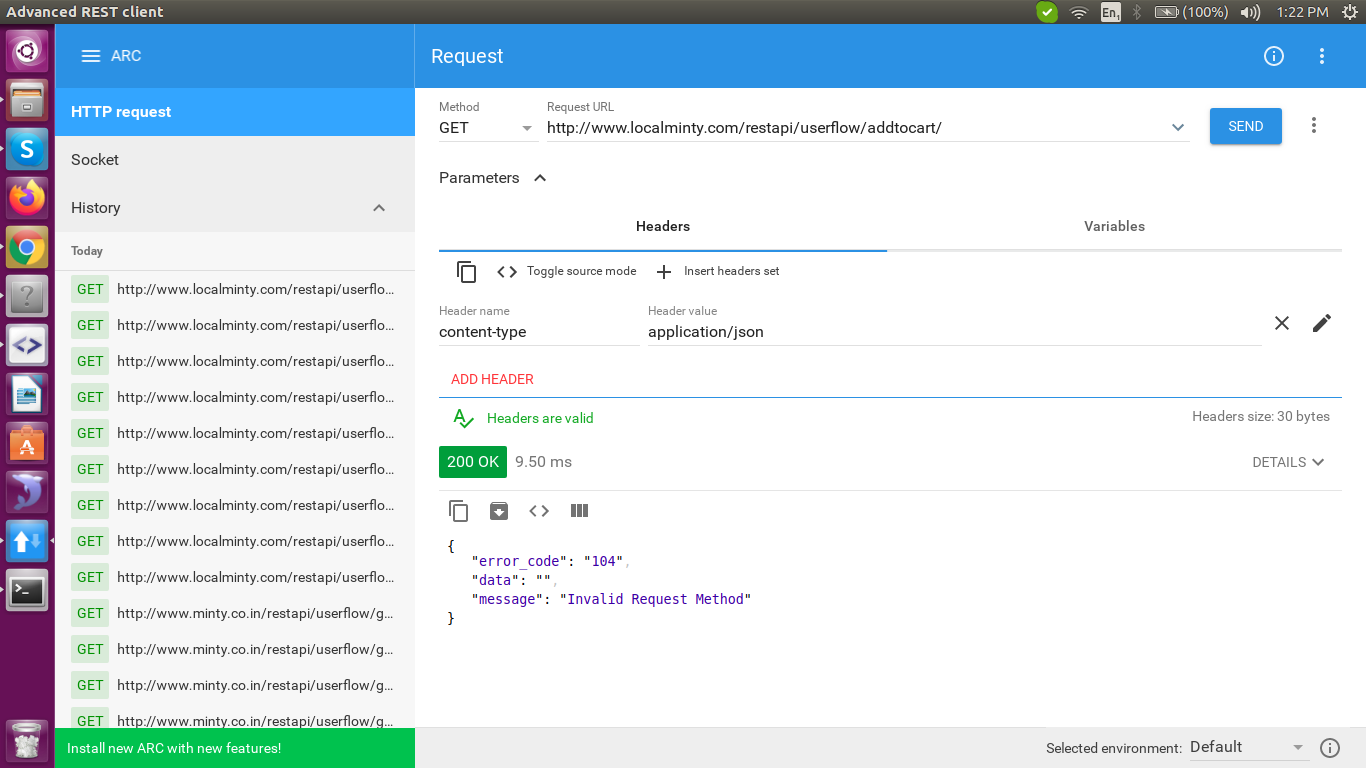 Advanced REST client
En1
(100%)
1:22 PM
ARC
Request
HTTP request
Socket
History
Today
GET http://www.localminty.com/restapi/userflo...
GET http://www.localminty.com/restapi/userflo...
GET http://www.localminty.com/restapi/userflo...
GET http://www.localminty.com/restapi/userflo...
GET http://www.localminty.com/restapi/userflo...
GET http://www.localminty.com/restapi/userflo...
GET http://www.localminty.com/restapi/userflo...
GET http://www.localminty.com/restapi/userflo...
GET http://www.localminty.com/restapi/userflo...
GET http://www.minty.co.in/restapi/userflow/g...
GET http://www.minty.co.in/restapi/userflow/g...
GET http://www.minty.co.in/restapi/userflow/g...
GET http://www.minty.co.in/restapi/userflow/g...
Install new ARC with new features!
Method
GET
Request URL
http://www.localminty.com/restapi/userflow/addtocart/
SEND
Parameters
Headers
Variables
Toggle source mode
Insert headers set
Header name
content-type
Header value
application/json
ADD HEADER
Headers are valid
Headers size: 30 bytes
200 OK
9.50 ms
DETAILS
{
"error_code": "104",
"data": "",
"message": "Invalid Request Method"
}
Selected environment:
Default